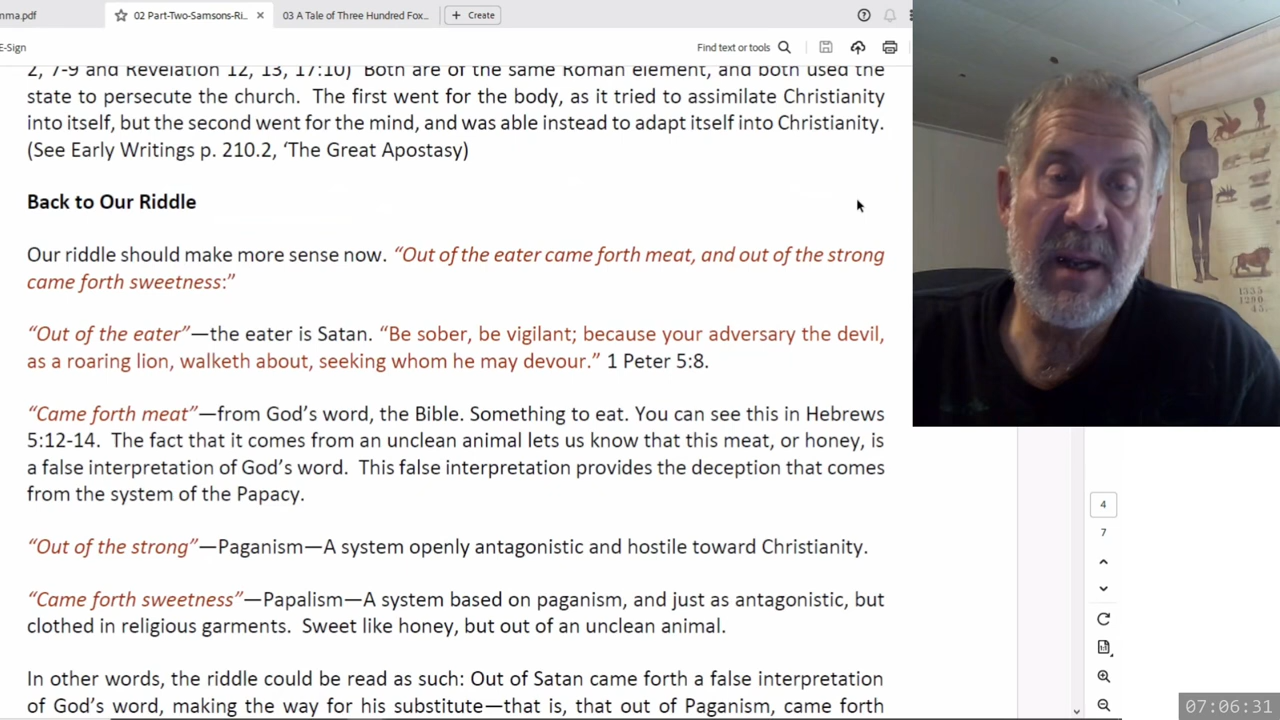 mma.pdf
02 Part-Two-Samsons-Ri...
03 A Tale of Three Hundred Fox...
Create
E-Sign
Find text or tools
2, 7-9 and Revelation 12, 13, 17:10) Both are of the same Roman element, and both used the
state to persecute the church. The first went for the body, as it tried to assimilate Christianity
into itself, but the second went for the mind, and was able instead to adapt itself into Christianity.
(See Early Writings p. 210.2, ‘The Great Apostasy)
Back to Our Riddle
Our riddle should make more sense now. “Out of the eater came forth meat, and out of the strong
came forth sweetness:”
“Out of the eater”—the eater is Satan. “Be sober, be vigilant; because your adversary the devil,
as a roaring lion, walketh about, seeking whom he may devour.” 1 Peter 5:8.
“Came forth meat”—from God’s word, the Bible. Something to eat. You can see this in Hebrews
5:12-14. The fact that it comes from an unclean animal lets us know that this meat, or honey, is
a false interpretation of God’s word. This false interpretation provides the deception that comes
from the system of the Papacy.
“Out of the strong”—Paganism—A system openly antagonistic and hostile toward Christianity.
“Came forth sweetness”—Papalism—A system based on paganism, and just as antagonistic, but
clothed in religious garments. Sweet like honey, but out of an unclean animal.
In other words, the riddle could be read as such: Out of Satan came forth a false interpretation
of God’s word, making the way for his substitute—that is, that out of Paganism, came forth
1335
1290
45
4
7
07:06:31